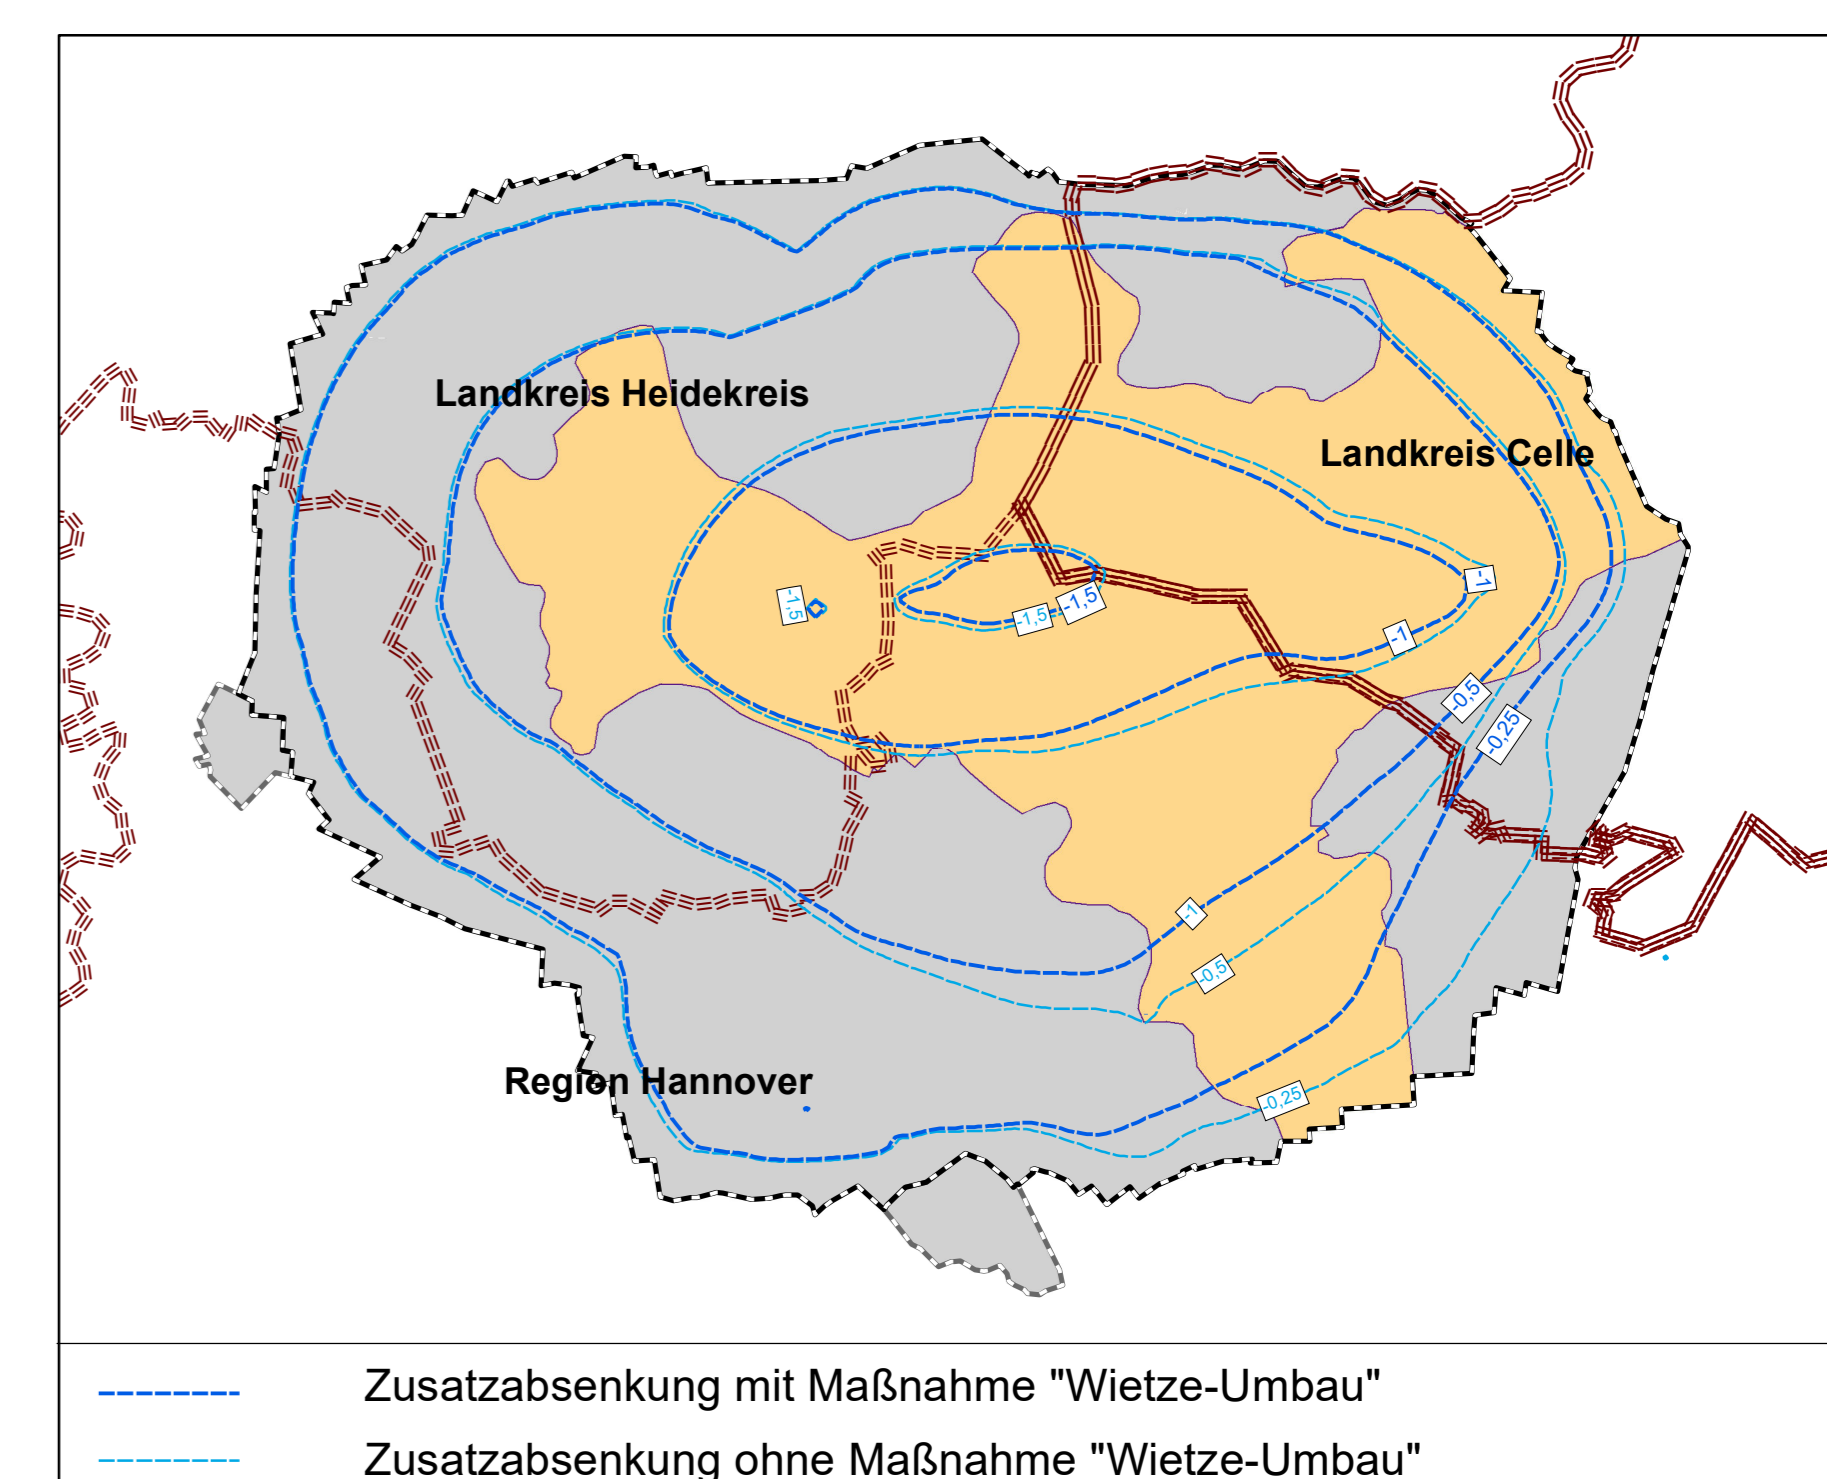 Landkreis Heidekreis
Landkreis Celle
-1
-1,5
-1,5
-1,5
-1
-0,5
-0,25
-1
-0,5
Region Hannover
-0,25
Zusatzabsenkung mit Maßnahme "Wietze-Umbau"
Zusatzabsenkung ohne Maßnahme "Wietze-Umbau"